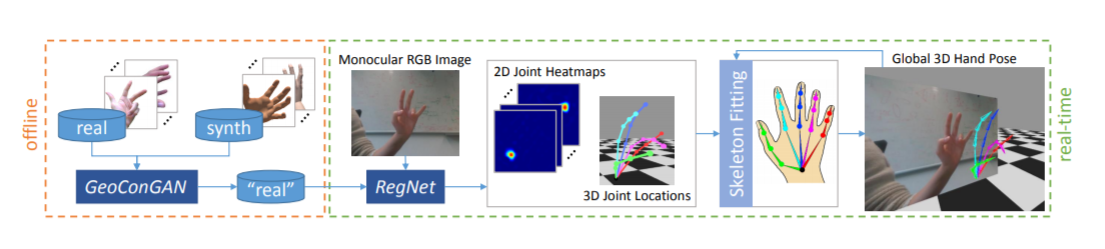 offline
real
synth
GeoConGAN
“real”
Monocular RGB Image
RegNet
2D Joint Heatmaps
3D Joint Locations
Skeleton Fitting
Global 3D Hand Pose
real-time